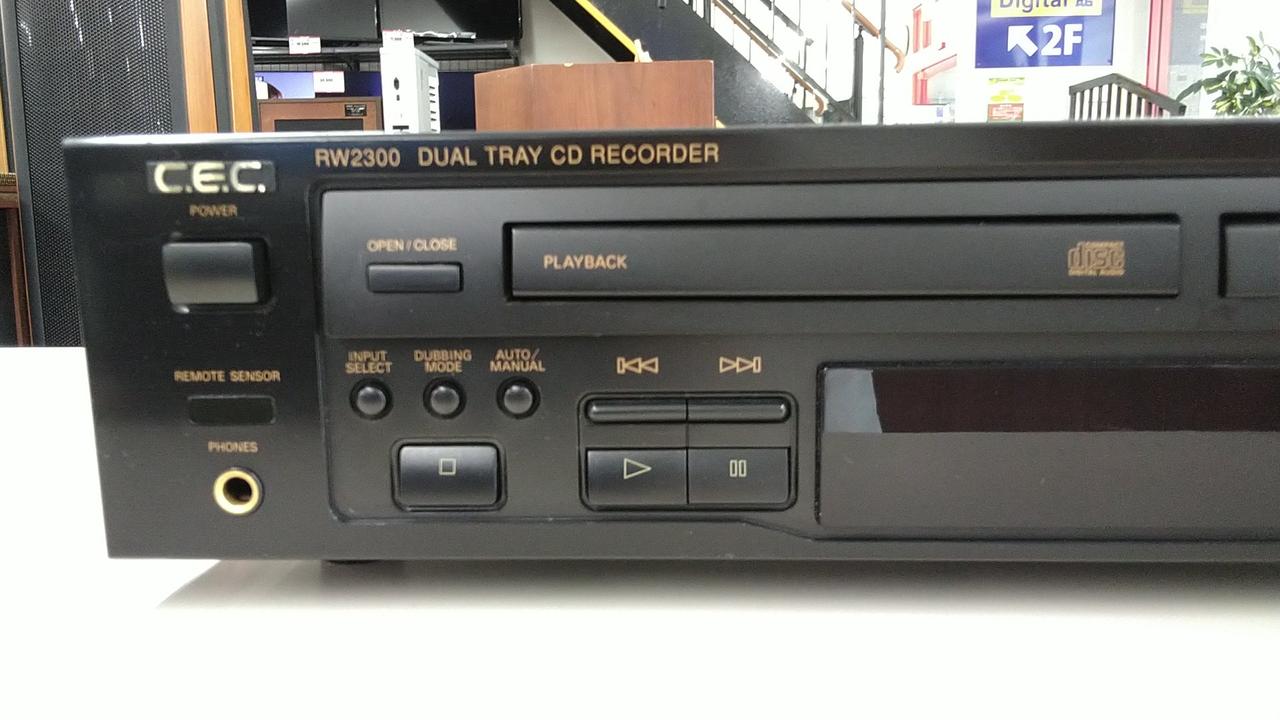 Digital AG
2F
C.E.C.
RW2300 DUAL TRAY CD RECORDER
POWER
OPEN / CLOSE
PLAYBACK
COMPACT
disc
DIGITAL AUDIO
INPUT
SELECT
DUBBING
MODE
AUTO/
MANUAL
REMOTE SENSOR
PHONES